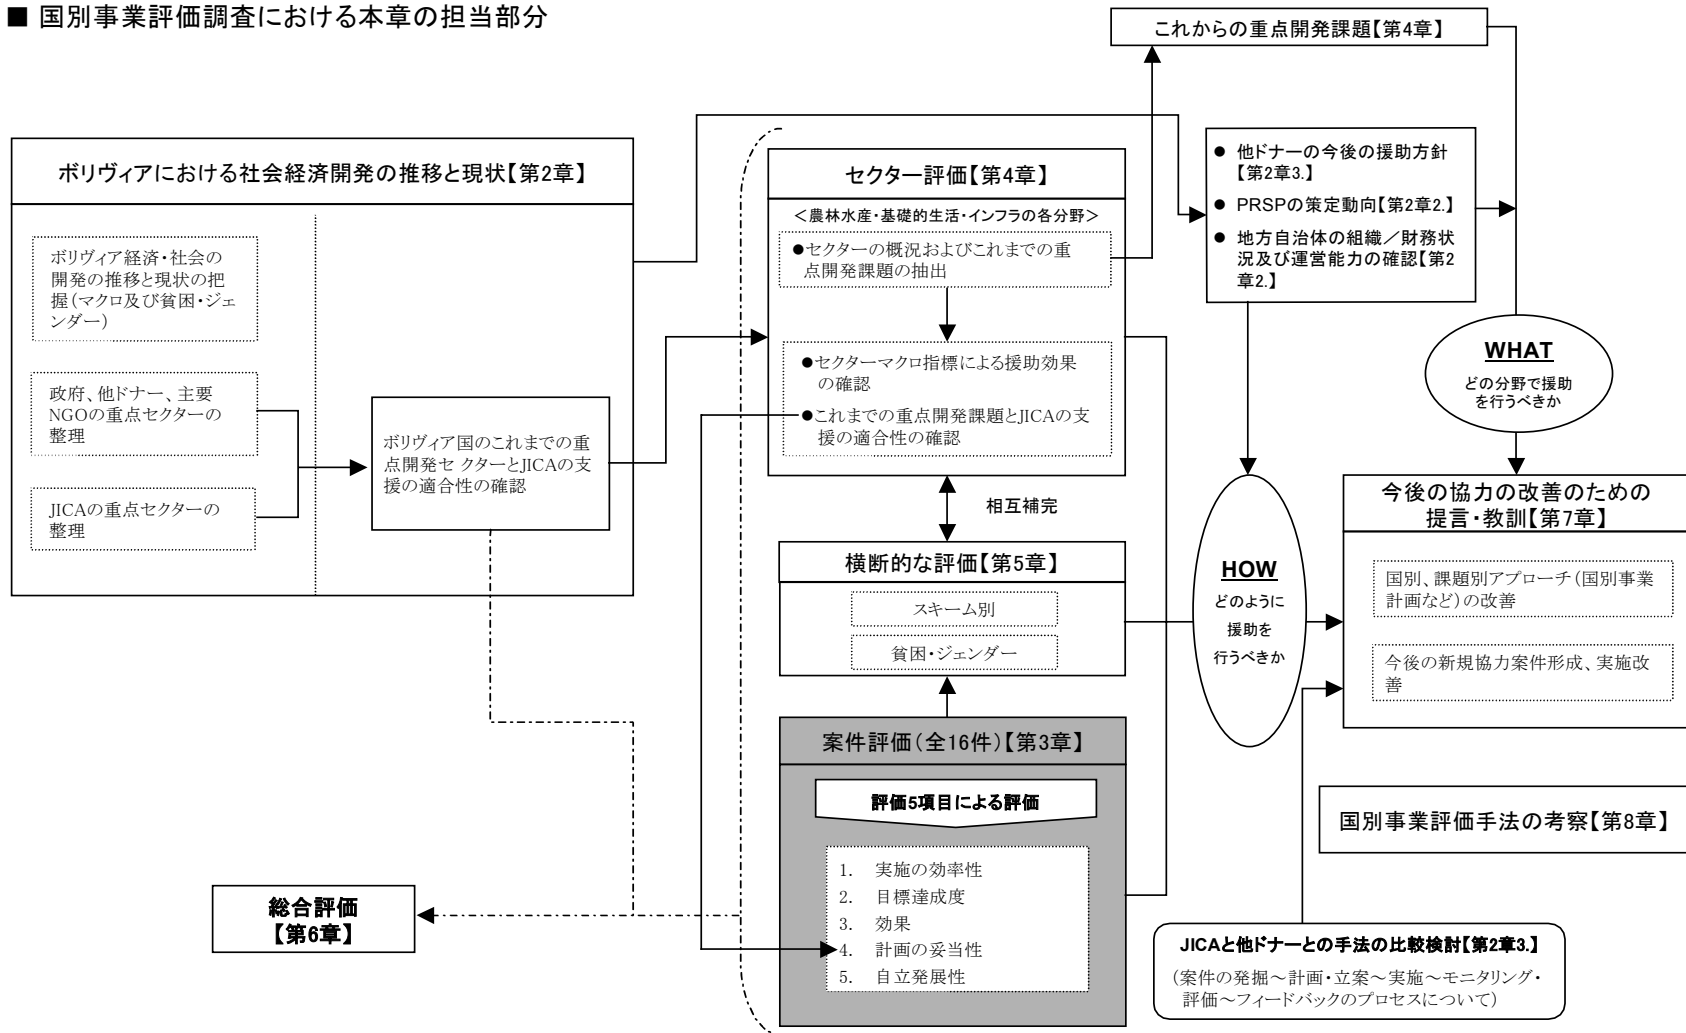 ■ 国別事業評価調査における本章の担当部分
これからの重点開発課題【第4章】
ボリヴィアにおける社会経済開発の推移と現状【第2章】
ボリヴィア経済・社会の
開発の推移と現状の把
握(マクロ及び貧困・ジェ
ンダー)
政府、他ドナー、主要
NGOの重点セクターの
整理
JICAの重点セクターの
整理
ボリヴィア国のこれまでの重
点開発セ クターとJICAの支
援の適合性の確認
セクター評価【第4章】
＜農林水産・基礎的生活・インフラの各分野＞
●セクターの概況およびこれまでの重
点開発課題の抽出
●セクターマクロ指標による援助効果
の確認
●これまでの重点開発課題とJICAの支
援の適合性の確認
相互補完
横断的な評価【第5章】
スキーム別
貧困・ジェンダー
案件評価(全16件)【第3章】
評価5項目による評価
1. 実施の効率性
2. 目標達成度
3. 効果
4. 計画の妥当性
5. 自立発展性
総合評価
【第6章】
● 他ドナーの今後の援助方針
【第2章3.】
● PRSPの策定動向【第2章2.】
● 地方自治体の組織／財務状
況及び運営能力の確認【第2
章2.】
WHAT
どの分野で援助
を行うべきか
HOW
どのように
援助を
行うべきか
今後の協力の改善のための
提言・教訓【第7章】
国別、課題別アプローチ(国別事業
計画など)の改善
今後の新規協力案件形成、実施改
善
国別事業評価手法の考察【第8章】
JICAと他ドナーとの手法の比較検討【第2章3.】
(案件の発掘～計画・立案～実施～モニタリング・
評価～フィードバックのプロセスについて)